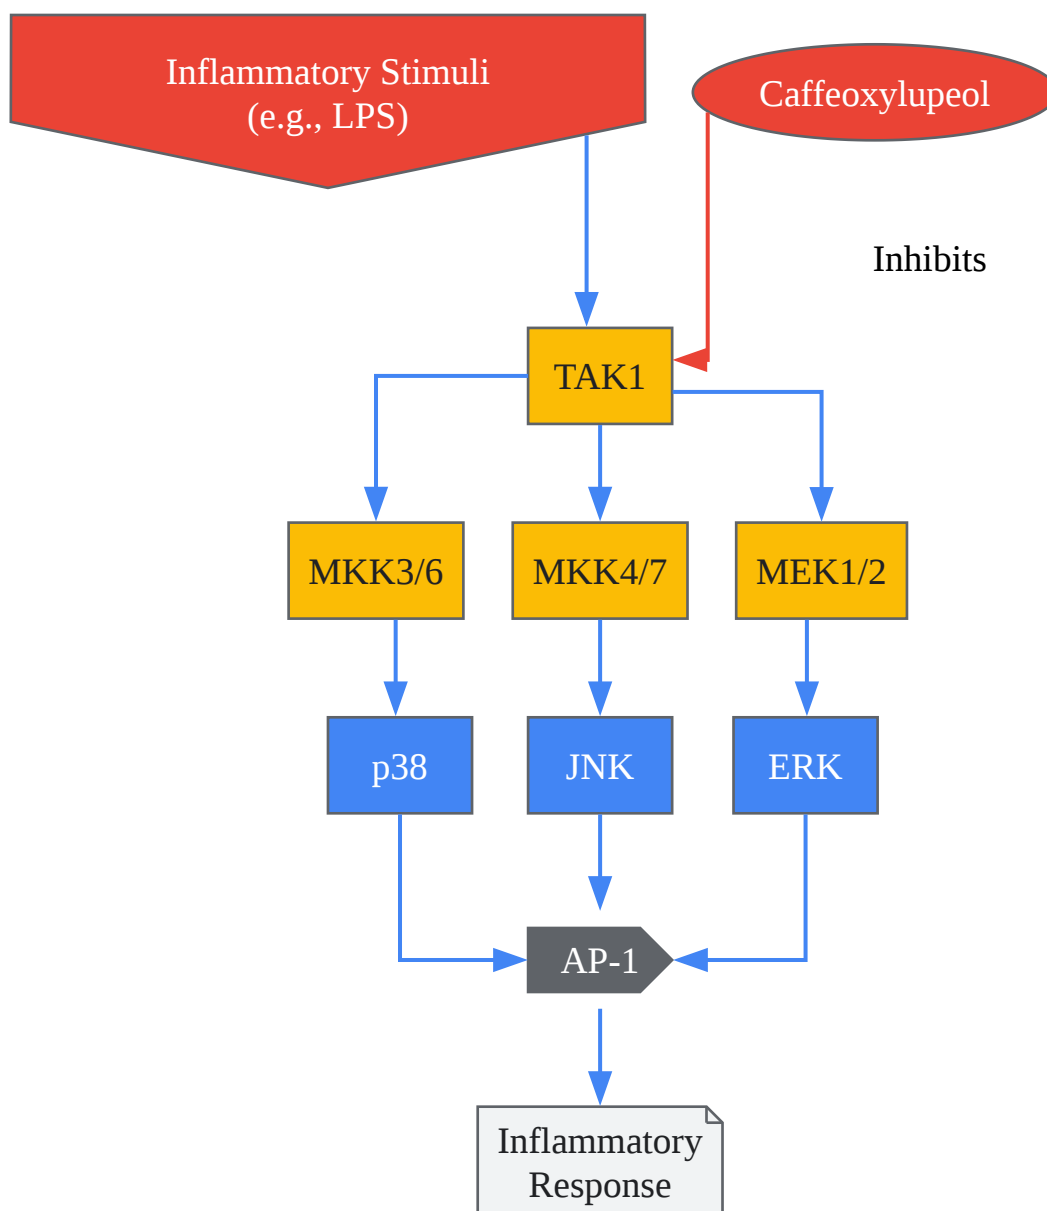 Inflammatory Stimuli
(e.g., LPS)
Caffeoxylupeol
Inhibits
TAK1
MKK3/6
MKK4/7
MEK1/2
p38
JNK
ERK
AP-1
Inflammatory
Response